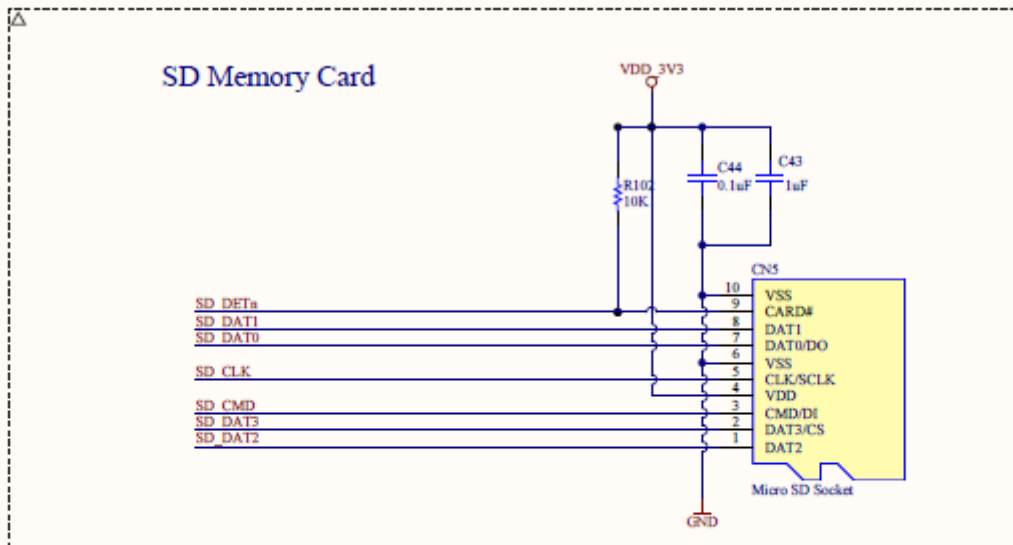 SD Memory Card
VDD_3V3
R102
10K
C44
0.1uF
C43
1uF
CN5
SD_DETn
SD_DAT1
SD_DAT0
SD_CLK
SD_CMD
SD_DAT3
SD_DAT2
10 VSS
9 CARD#
8 DAT1
7 DAT0/DO
6 VSS
5 CLK/SCLK
4 VDD
3 CMD/DI
2 DAT3/CS
1 DAT2
Micro SD Socket
GND